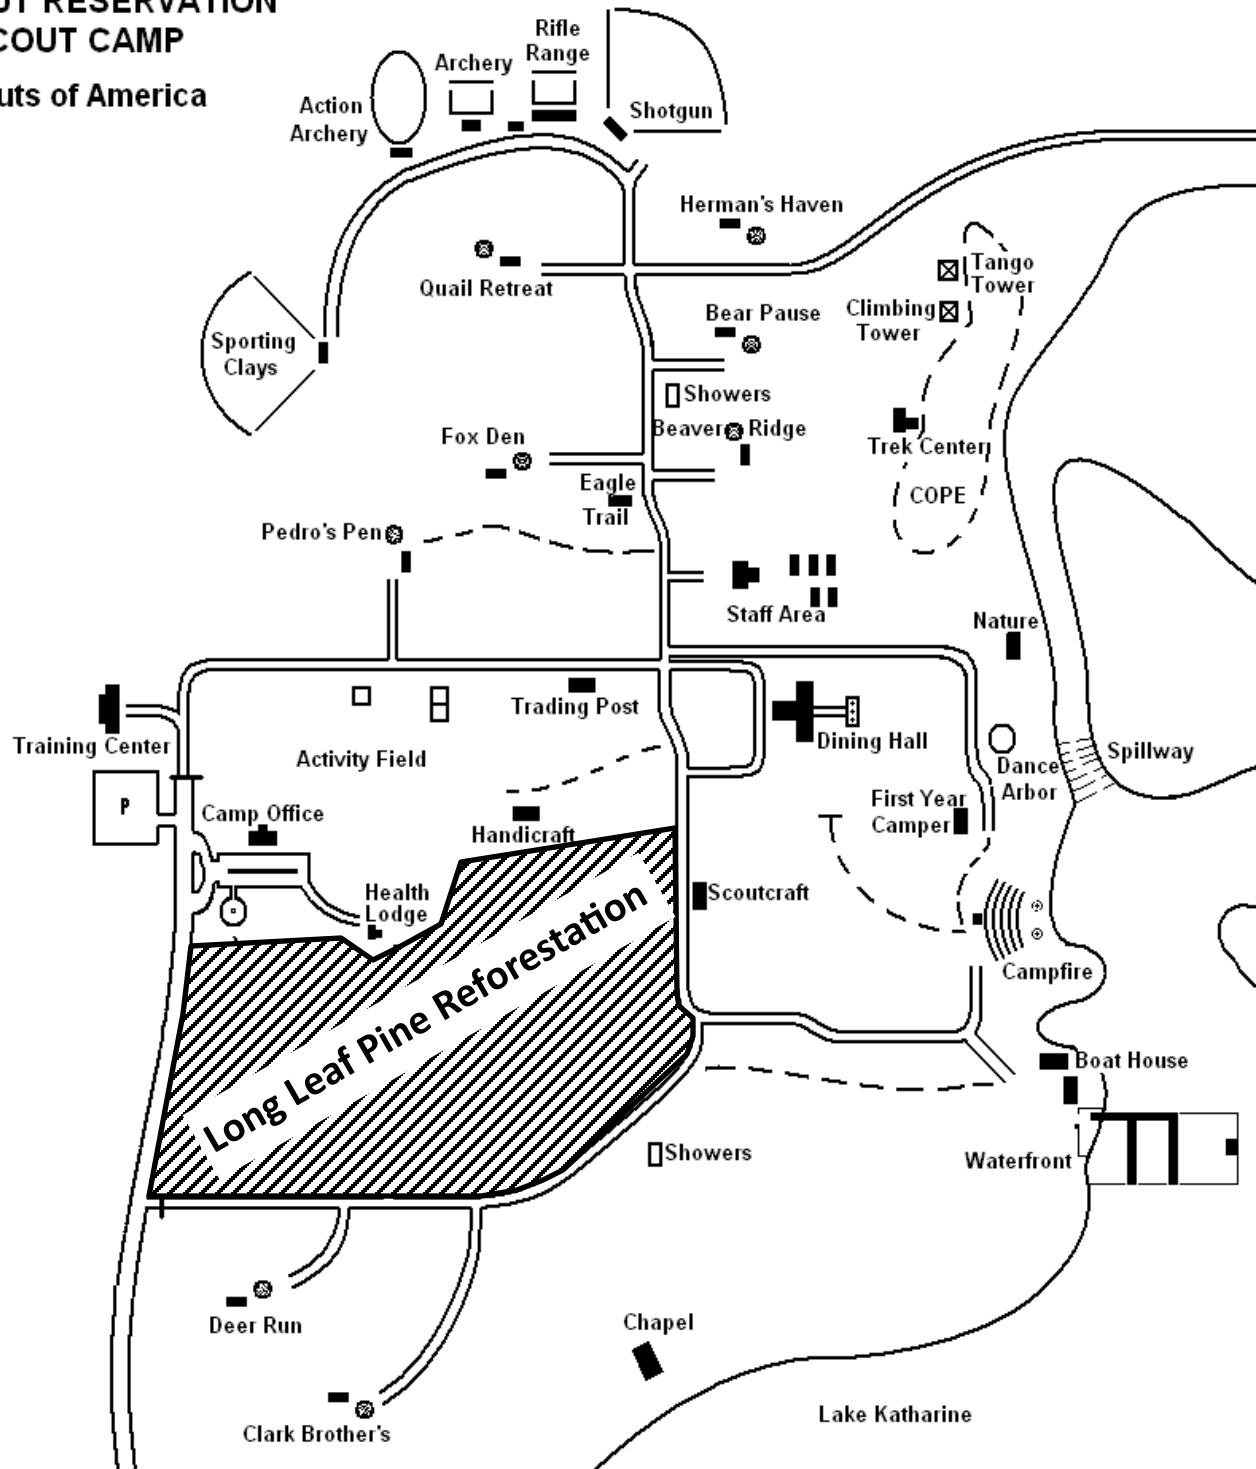 UT RESERVATION
COUT CAMP
uts of America
Rifle
Range
Archery
Action
Archery
Shotgun
Herman's Haven
Quail Retreat
Tango
Tower
Climbing
Tower
Bear Pause
Sporting
Clays
Showers
Beaver Ridge
Fox Den
Trek Center
Eagle
Trail
COPE
Pedro's Pen
Staff Area
Nature
Trading Post
Training Center
Dining Hall
Activity Field
Spillway
Dance
Arbor
P
Camp Office
First Year
Camper
Handicraft
Health
Lodge
Scoutcraft
Long Leaf Pine Reforestation
Campfire
Boat House
Showers
Waterfront
Deer Run
Chapel
Clark Brother's
Lake Katharine